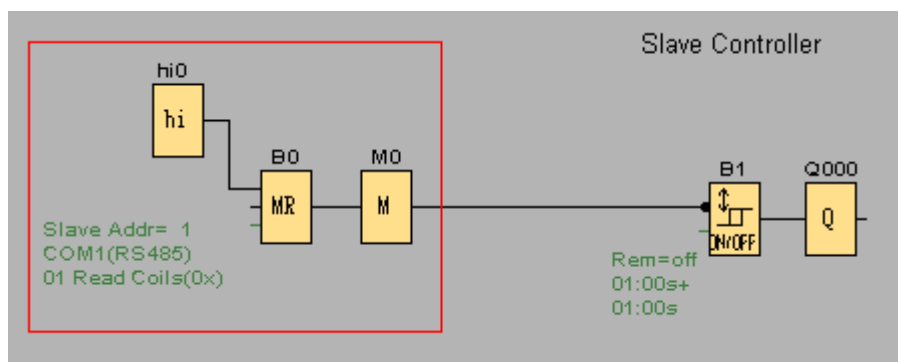 Slave Controller
hi0
hi
B0
MR
M0
M
Slave Addr= 1
COM1(RS485)
01 Read Coils(0x)
B1
ON/OFF
Rem=off
01:00s+
01:00s
Q000
Q